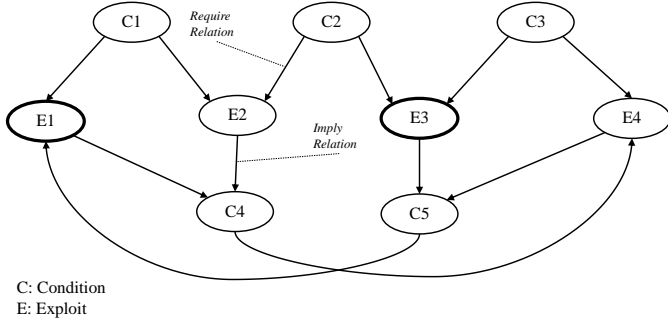 C1
C2
C3
Require
Relation
E1
E2
E3
E4
Imply
Relation
C4
C5
C: Condition
E: Exploit